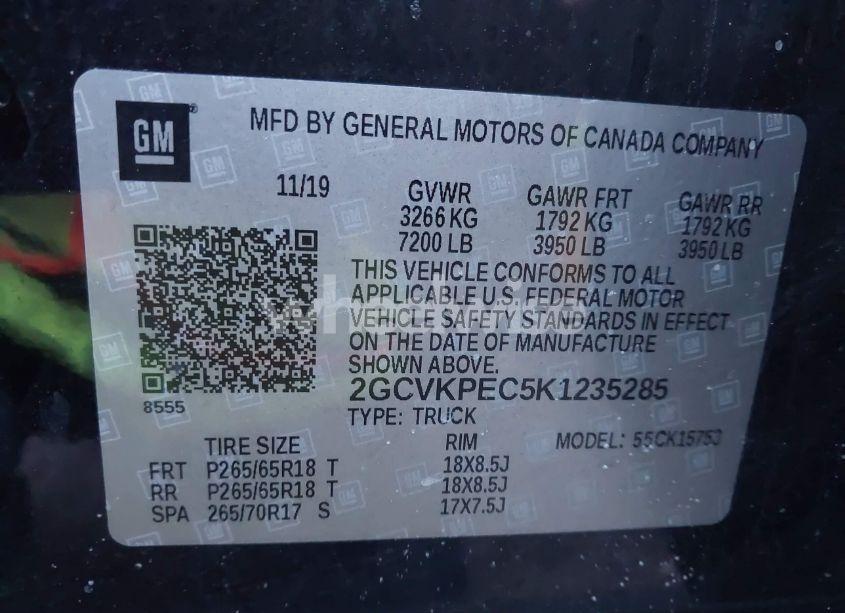 GM
MFD BY GENERAL MOTORS OF CANADA COMPANY
11/19 GVWR GAWR FRT GAWR RR
3266 KG 1792 KG 1792 KG
7200 LB 3950 LB 3950 LB
THIS VEHICLE CONFORMS TO ALL
APPLICABLE U.S. FEDERAL MOTOR
VEHICLE SAFETY STANDARDS IN EFFECT
ON THE DATE OF MANUFACTURE
SHOWN ABOVE.
2GCVKPEC5K1235285
8555
TYPE: TRUCK
TIRE SIZE RIM MODEL:
FRT P265/65R18 T 18X8.5J
RR P265/65R18 T 18X8.5J
SPA 265/70R17 S 17X7.5J